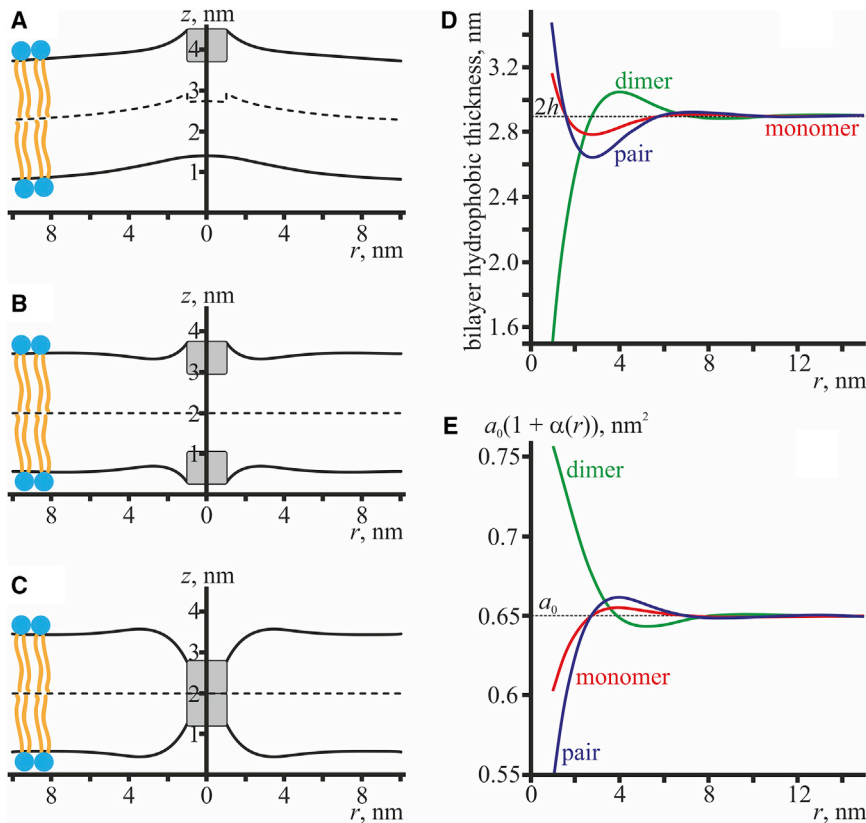 A
z, nm
4
3
2
1
8
4
0
4
8
r, nm
B
z, nm
4
3
2
1
8
4
0
4
8
r, nm
C
z, nm
4
3
2
1
8
4
0
4
8
r, nm
D
bilayer hydrophobic thickness, nm
3.2
2.8
2.4
2.0
1.6
2h
dimer
monomer
pair
0
4
8
12
r, nm
E
a₀(1 + α(r)), nm²
0.75
0.7
0.65
0.6
0.55
dimer
a₀
monomer
pair
0
4
8
12
r, nm